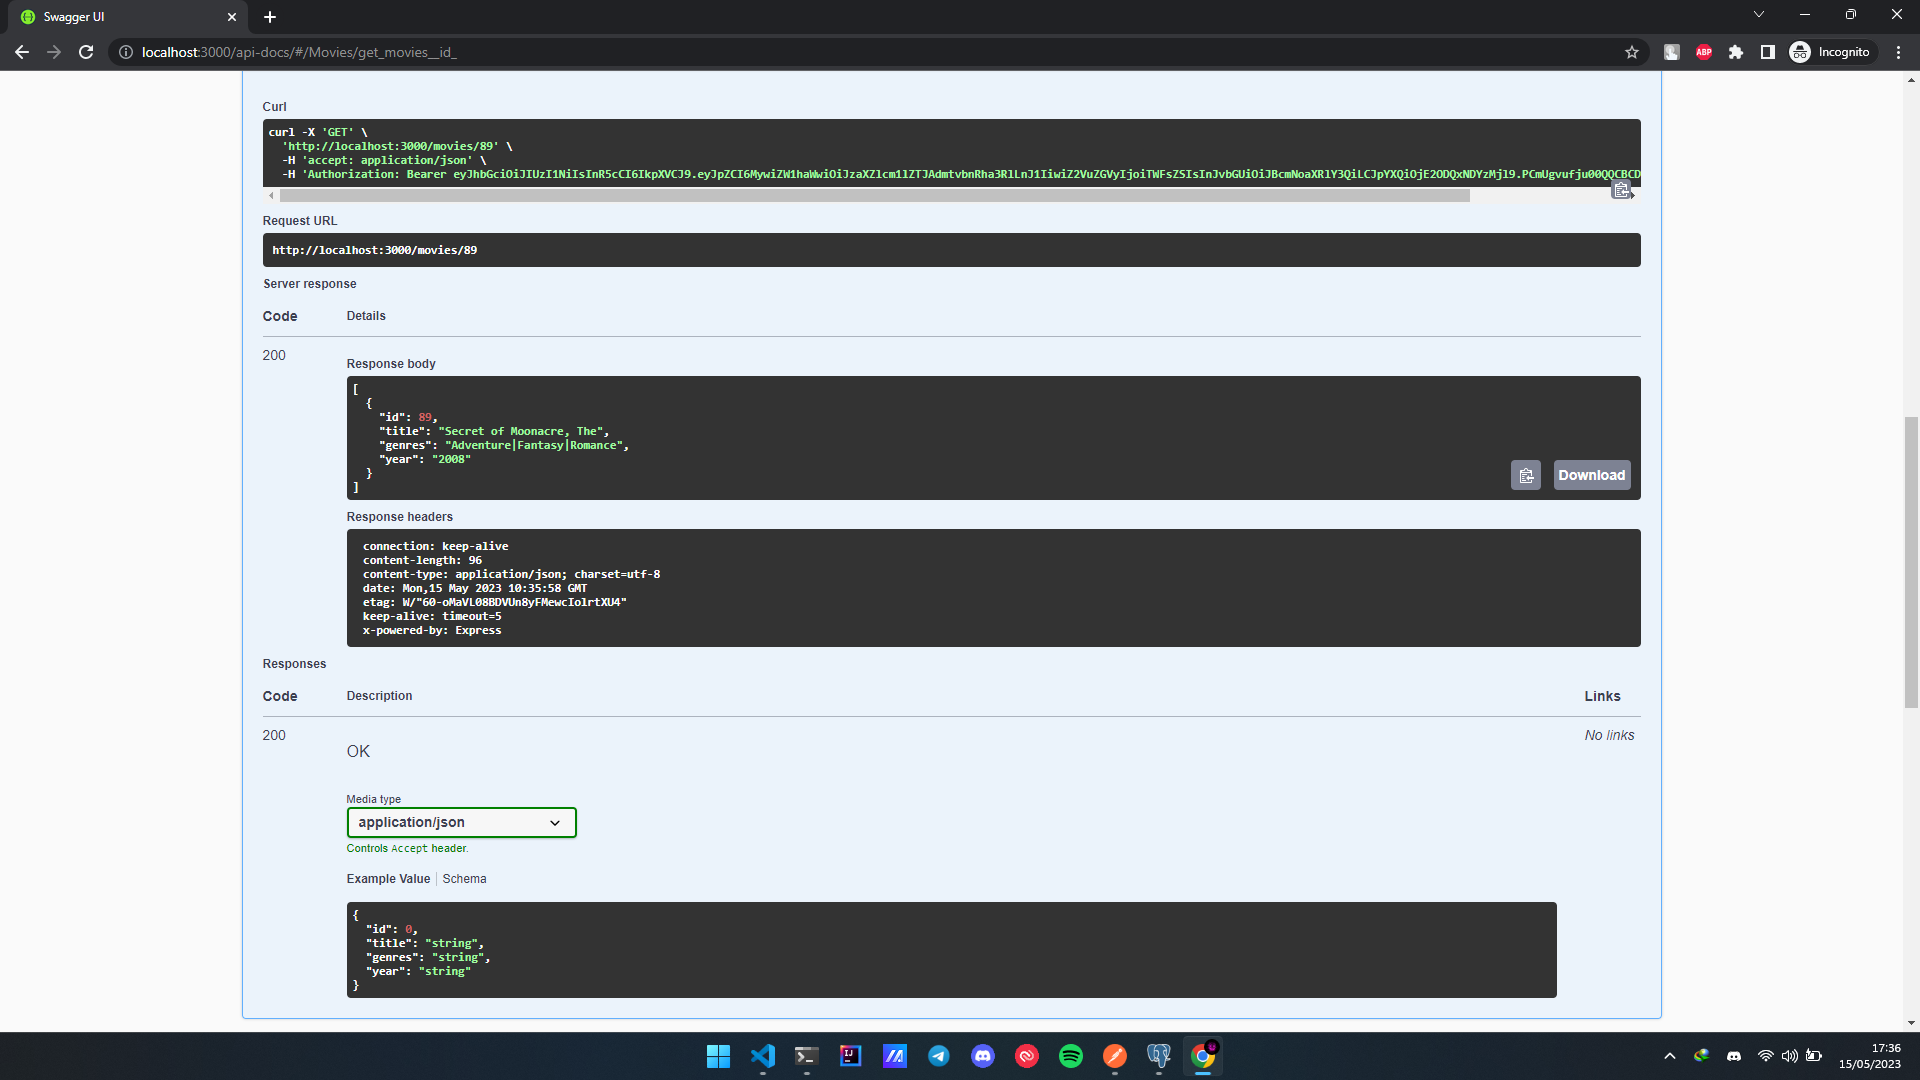 Swagger UI
localhost:3000/api-docs/#/Movies/get_movies__id_
ABP
Incognito
Curl
curl -X 'GET' \
'http://localhost:3000/movies/89' \
-H 'accept: application/json' \
-H 'Authorization: Bearer
Request URL
http://localhost:3000/movies/89
Server response
Code Details
200
Response body
[
{
"id": 89,
"title": "Secret of Moonacre, The",
"genres": "Adventure|Fantasy|Romance",
"year": "2008"
}
]
Download
Response headers
connection: keep-alive
content-length: 96
content-type: application/json; charset=utf-8
date: Mon,15 May 2023 10:35:58 GMT
etag:
keep-alive: timeout=5
x-powered-by: Express
Responses
Code Description Links
200 No links
OK
Media type
application/json
Controls Accept header.
Example Value Schema
{
"id": 0,
"title": "string",
"genres": "string",
"year": "string"
}
17:36
15/05/2023